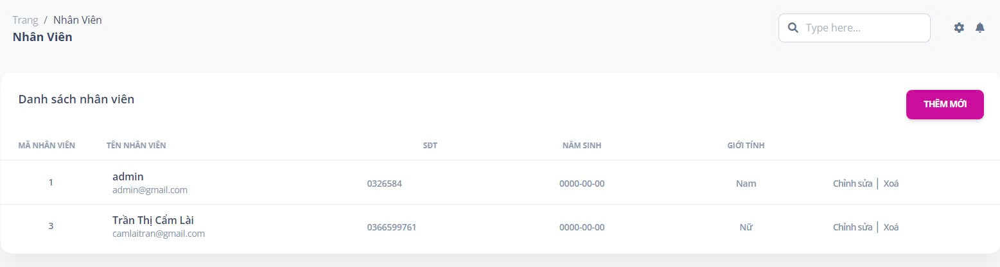 Trang / Nhân Viên
Nhân Viên
Type here...
Danh sách nhân viên
THÊM MỚI
MÃ NHÂN VIÊN TÊN NHÂN VIÊN SĐT NĂM SINH GIỚI TÍNH
1 admin 0326584 0000-00-00 Nam Chỉnh sửa | Xoá
admin@gmail.com
3 Trần Thị Cẩm Lài 0366599761 0000-00-00 Nữ Chỉnh sửa | Xoá
camlaitran@gmail.com